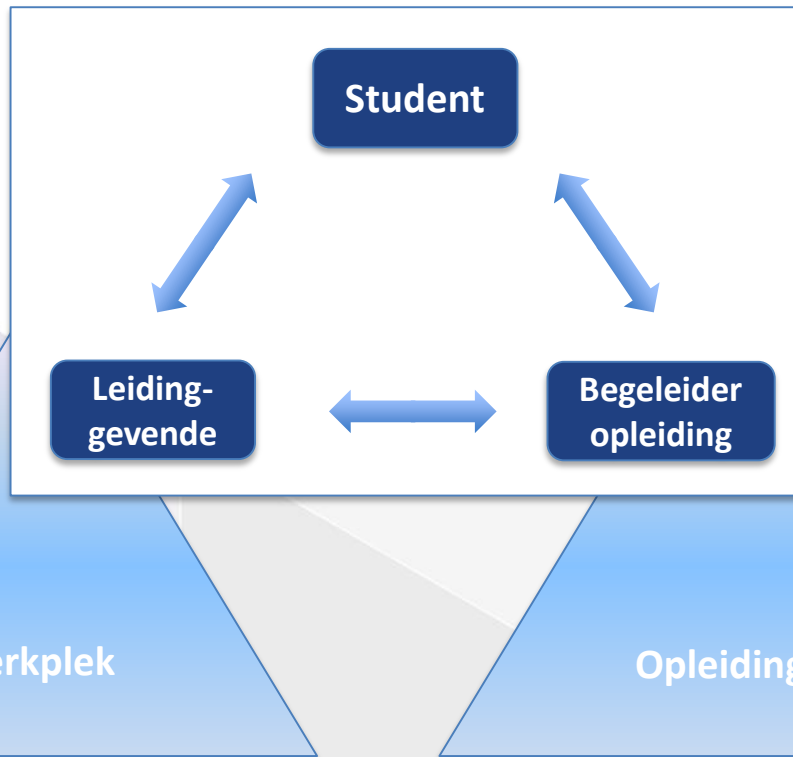 Student
Leiding-
gevende
Begeleider
opleiding
erkplek
Opleiding